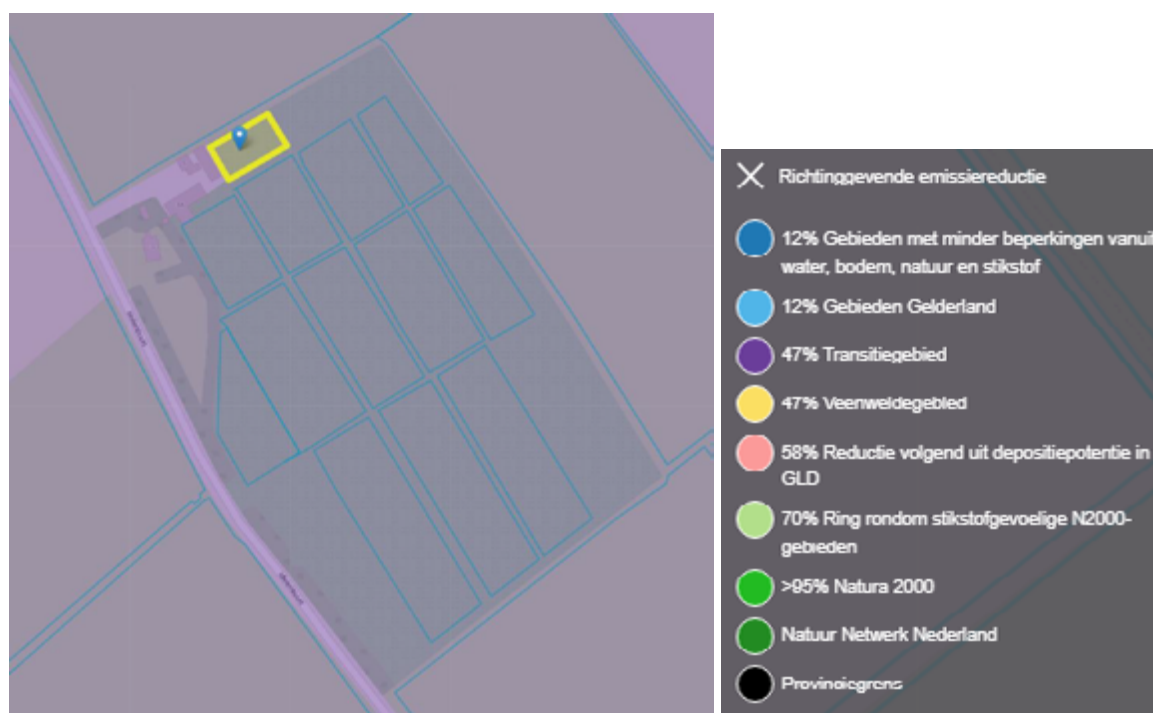 Richtinggevende emissiereductie
12% Gebieden met minder beperkingen vanuit
water, bodem, natuur en stikstof
12% Gebieden Gelderland
47% Transitiegebied
47% Veenweidegebied
58% Reductie volgend uit depositiepotentie in
GLD
70% Ring rondom stikstofgevoelige N2000-
gebieden
>95% Natura 2000
Natuur Netwerk Nederland
Provinciegrens